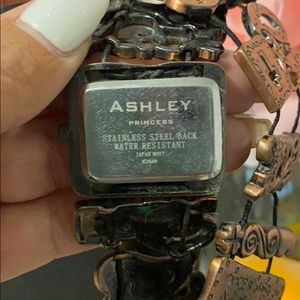 ASHLEY
PRINCESS
STAINLESS STEEL BACK
WATER RESISTANT
JAPAN MOVT